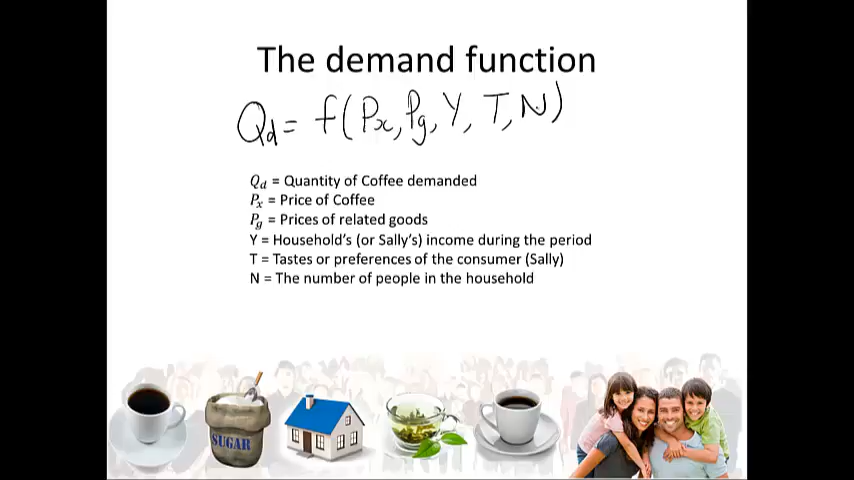 The demand function
Qd = f(Px, Pg, Y, T, N)
Qd = Quantity of Coffee demanded
Px = Price of Coffee
Pg = Prices of related goods
Y = Household's (or Sally's) income during the period
T = Tastes or preferences of the consumer (Sally)
N = The number of people in the household
SUGAR